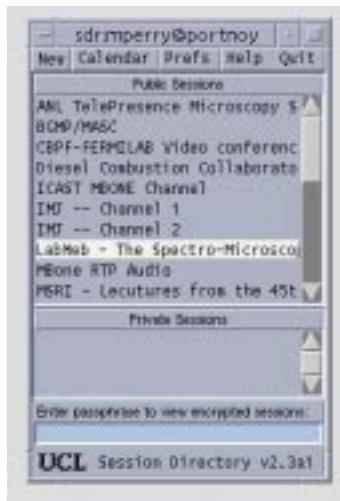 sdr:mperry@portnoy
New Calendar Prefs Help Quit
Public Sessions
ANL TelePresence Microscopy S
BCMP/MASC
CBPF-FERMILAB Video conferenc
Diesel Combustion Collaborato
ICAST MBONE Channel
IMJ -- Channel 1
IMJ -- Channel 2
LabWeb - The Spectro-Microscop
MBone RTP Audio
MSRI - Lecutures from the 45t
Private Sessions
Enter passphrase to view encrypted sessions:
UCL Session Directory v2.3a1